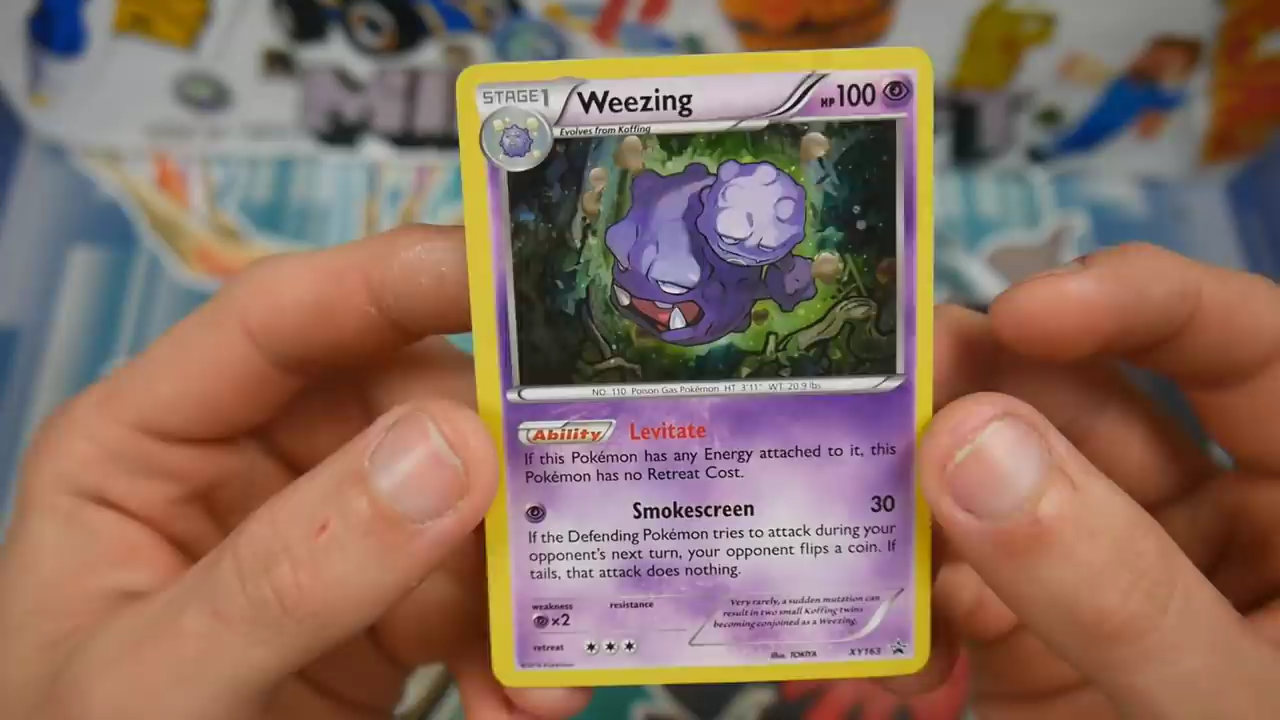 STAGE1
Weezing
HP 100
Evolves from Koffing
NO. 110 Poison Gas Pokémon HT 3'11" WT 20.9 lbs
Ability Levitate
If this Pokémon has any Energy attached to it, this
Pokémon has no Retreat Cost.
Smokescreen 30
If the Defending Pokémon tries to attack during your
opponent's next turn, your opponent flips a coin. If
tails, that attack does nothing.
weakness resistance
×2
retreat
Very rarely, a sudden mutation can
result in two small Koffing twins
becoming conjoined as a Weezing.
Illus. TOKIYA XY163